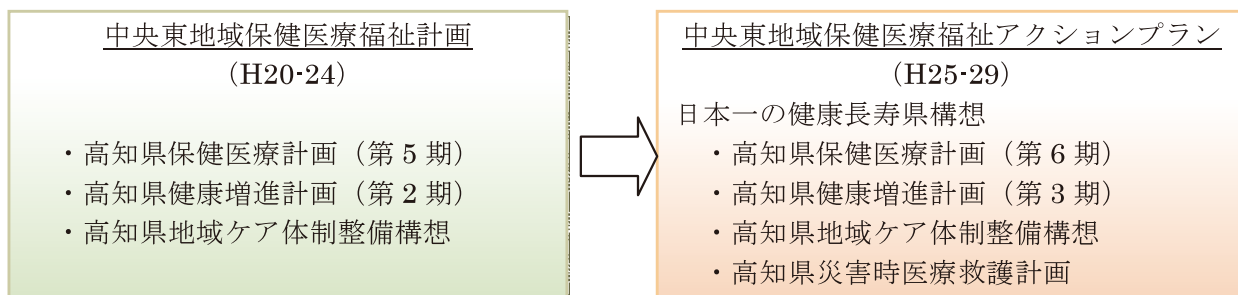 中央東地域保健医療福祉計画
（H20-24）
・高知県保健医療計画（第 5 期）
・高知県健康増進計画（第 2 期）
・高知県地域ケア体制整備構想
中央東地域保健医療福祉アクションプラン
（H25-29）
日本一の健康長寿県構想
・高知県保健医療計画（第 6 期）
・高知県健康増進計画（第 3 期）
・高知県地域ケア体制整備構想
・高知県災害時医療救護計画